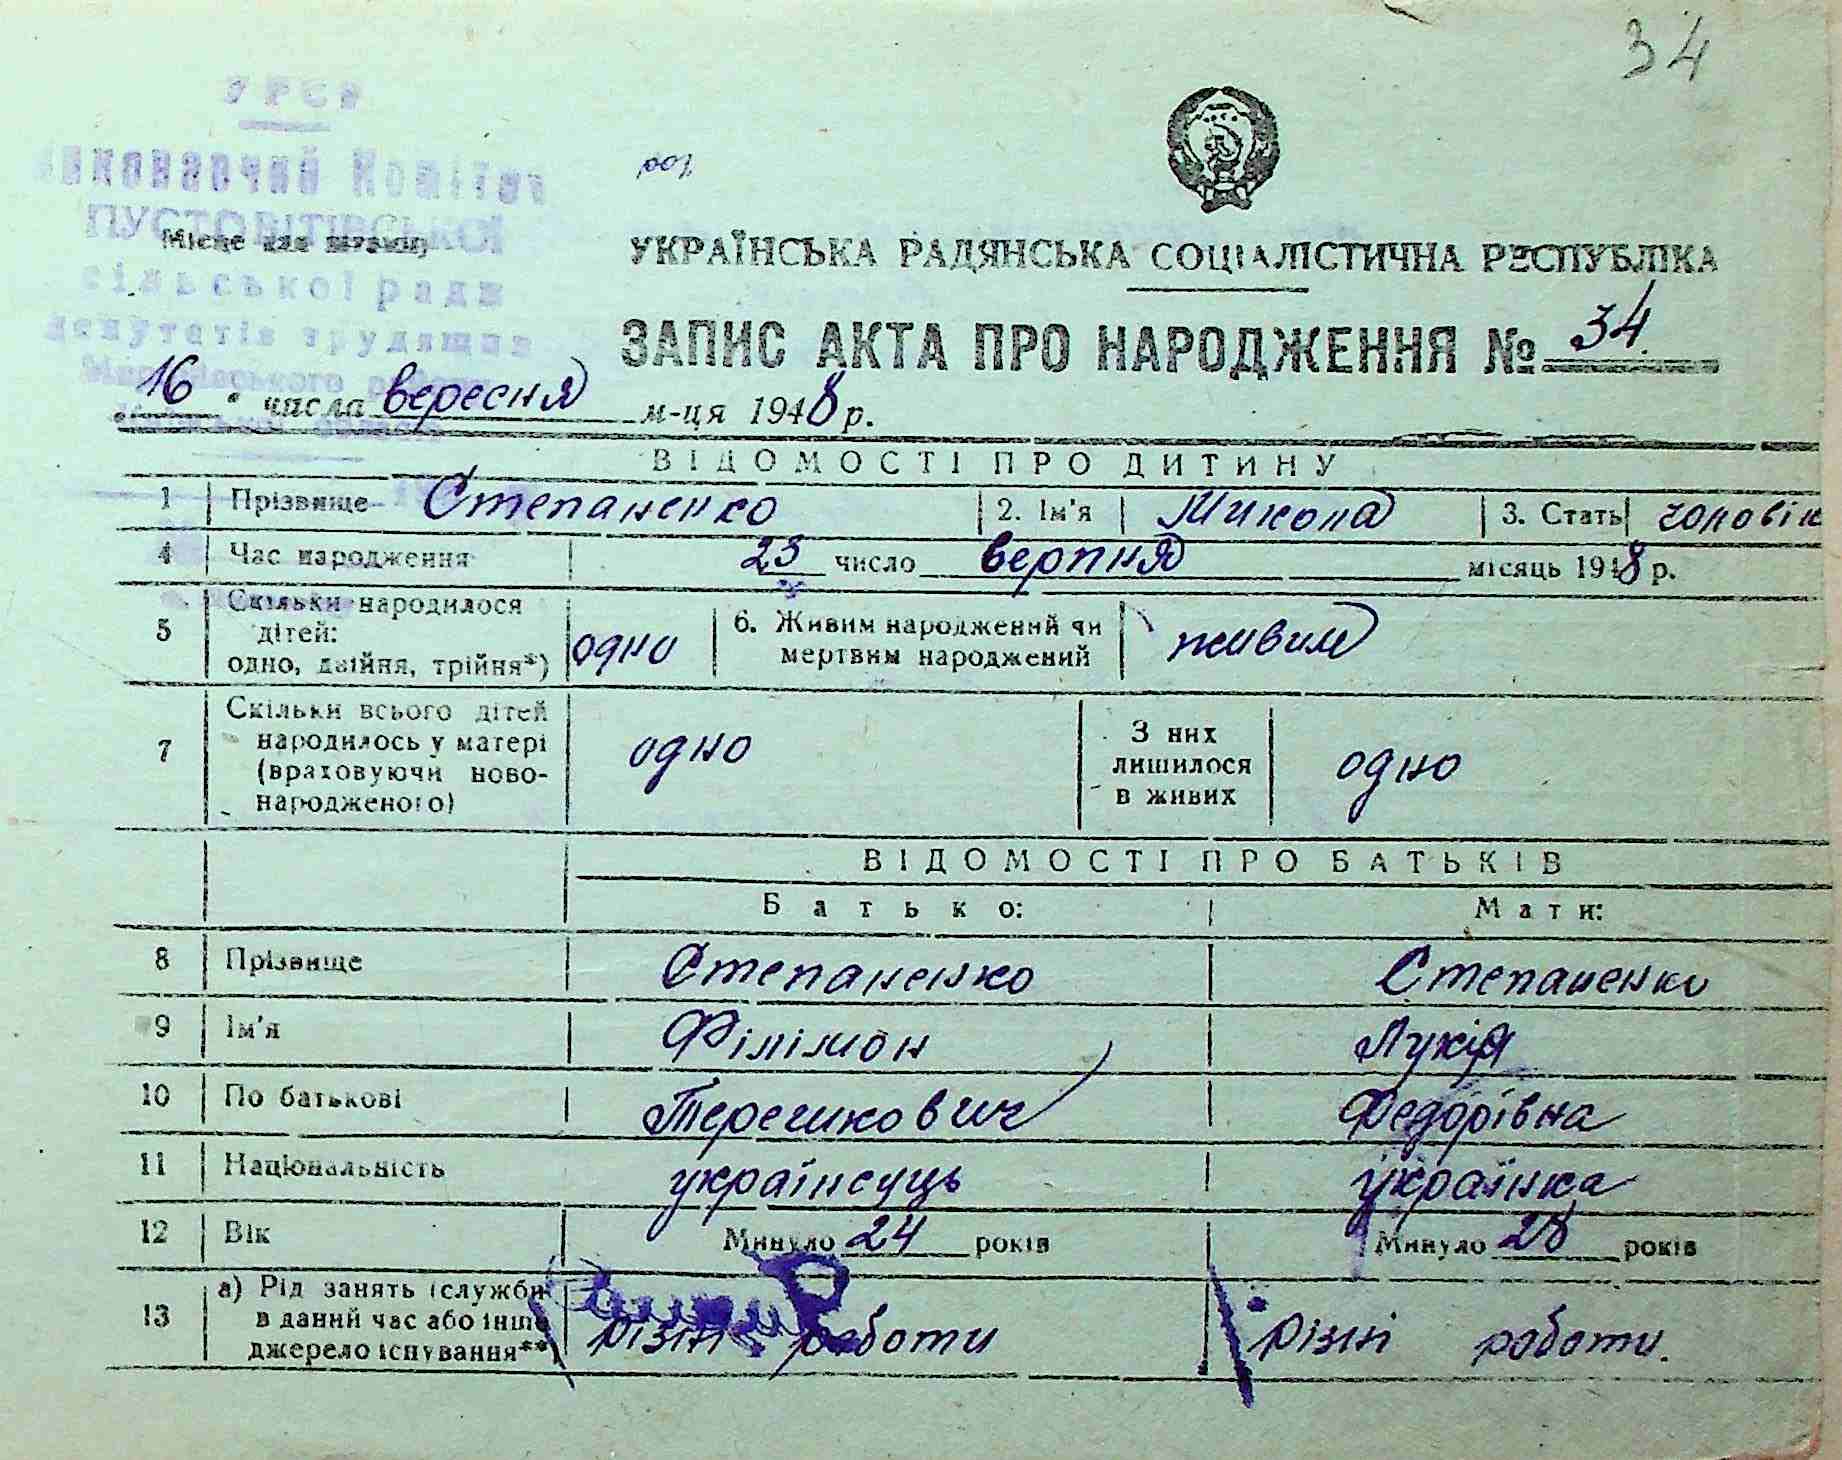 34
УРСР
Виконавчий Комітет
ПУСТОВІТІВСЬКОЇ
Місце для штампу
сільської ради
депутатів трудящих
УКРАЇНСЬКА РАДЯНСЬКА СОЦІАЛІСТИЧНА РЕСПУБЛІКА
ЗАПИС АКТА ПРО НАРОДЖЕННЯ № 34
"16" числа вересня м-ця 1948 р.
ВІДОМОСТІ ПРО ДИТИНУ
1 Прізвище Степаненко 2. Ім'я Микола 3. Стать чоловік
4 Час народження 23 число верпня місяць 1948 р.
5 Скільки народилося дітей: одно, двійня, трійня*) одно 6. Живим народжений чи мертвим народжений живим
7 Скільки всього дітей народилось у матері (враховуючи новонародженого) одно З них лишилося в живих одно
ВІДОМОСТІ ПРО БАТЬКІВ
Батько: Мати:
8 Прізвище Степаненко Степаненко
9 Ім'я Філімон Лукія
10 По батькові Федорівна
11 Національність українець українка
12 Вік Минуло 24 років Минуло 28 років
13 а) Рід занять (служби в даний час або інше джерело існування**) різні роботи різні роботи.